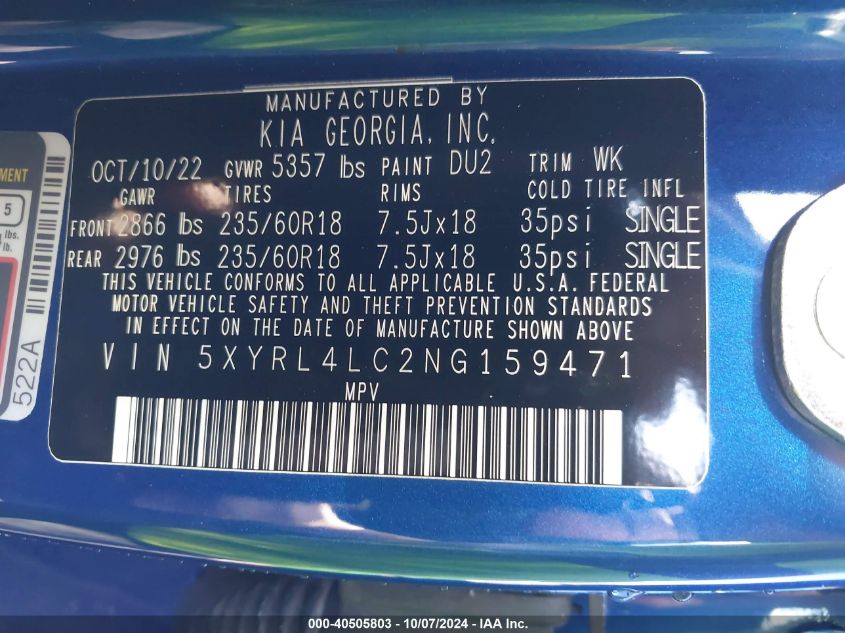 MANUFACTURED BY
KIA GEORGIA, INC.
OCT/10/22 GVWR 5357 lbs PAINT DU2 TRIM WK
GAWR TIRES RIMS COLD TIRE INFL
FRONT 2866 lbs 235/60R18 7.5Jx18 35psi SINGLE
REAR 2976 lbs 235/60R18 7.5Jx18 35psi SINGLE
THIS VEHICLE CONFORMS TO ALL APPLICABLE U.S.A. FEDERAL
MOTOR VEHICLE SAFETY AND THEFT PREVENTION STANDARDS
IN EFFECT ON THE DATE OF MANUFACTURE SHOWN ABOVE
VIN 5XYRL4LC2NG159471
MPV
5
lbs.
lb.
522A
000-40505803 - 10/07/2024 - IAA Inc.